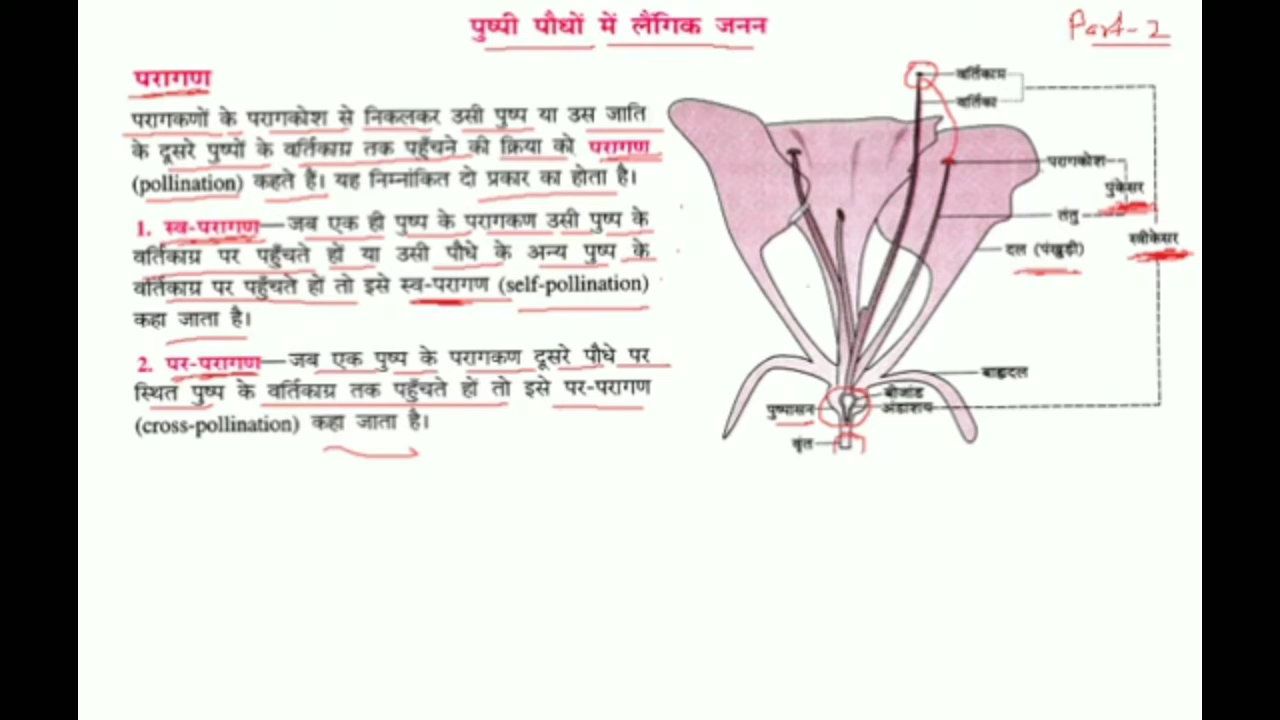 पुष्पी पौधों में लैंगिक जनन
Part-2
परागण
परागकणों के परागकोश से निकलकर उसी पुष्प या उस जाति
के दूसरे पुष्पों के वर्तिकाग्र तक पहुँचने की क्रिया को परागण
(pollination) कहते हैं। यह निम्नांकित दो प्रकार का होता है।
1. स्व-परागण—जब एक ही पुष्प के परागकण उसी पुष्प के
वर्तिकाग्र पर पहुँचते हों या उसी पौधे के अन्य पुष्प के
वर्तिकाग्र पर पहुँचते हों तो इसे स्व-परागण (self-pollination)
कहा जाता है।
2. पर-परागण—जब एक पुष्प के परागकण दूसरे पौधे पर
स्थित पुष्प के वर्तिकाग्र तक पहुँचते हों तो इसे पर-परागण
(cross-pollination) कहा जाता है।
वर्तिकाग्र
वर्तिका
परागकोश
पुंकेसर
तंतु
स्त्रीकेसर
दल (पंखुड़ी)
बाह्यदल
बीजांड
अंडाशय
पुष्पासन
वृंत